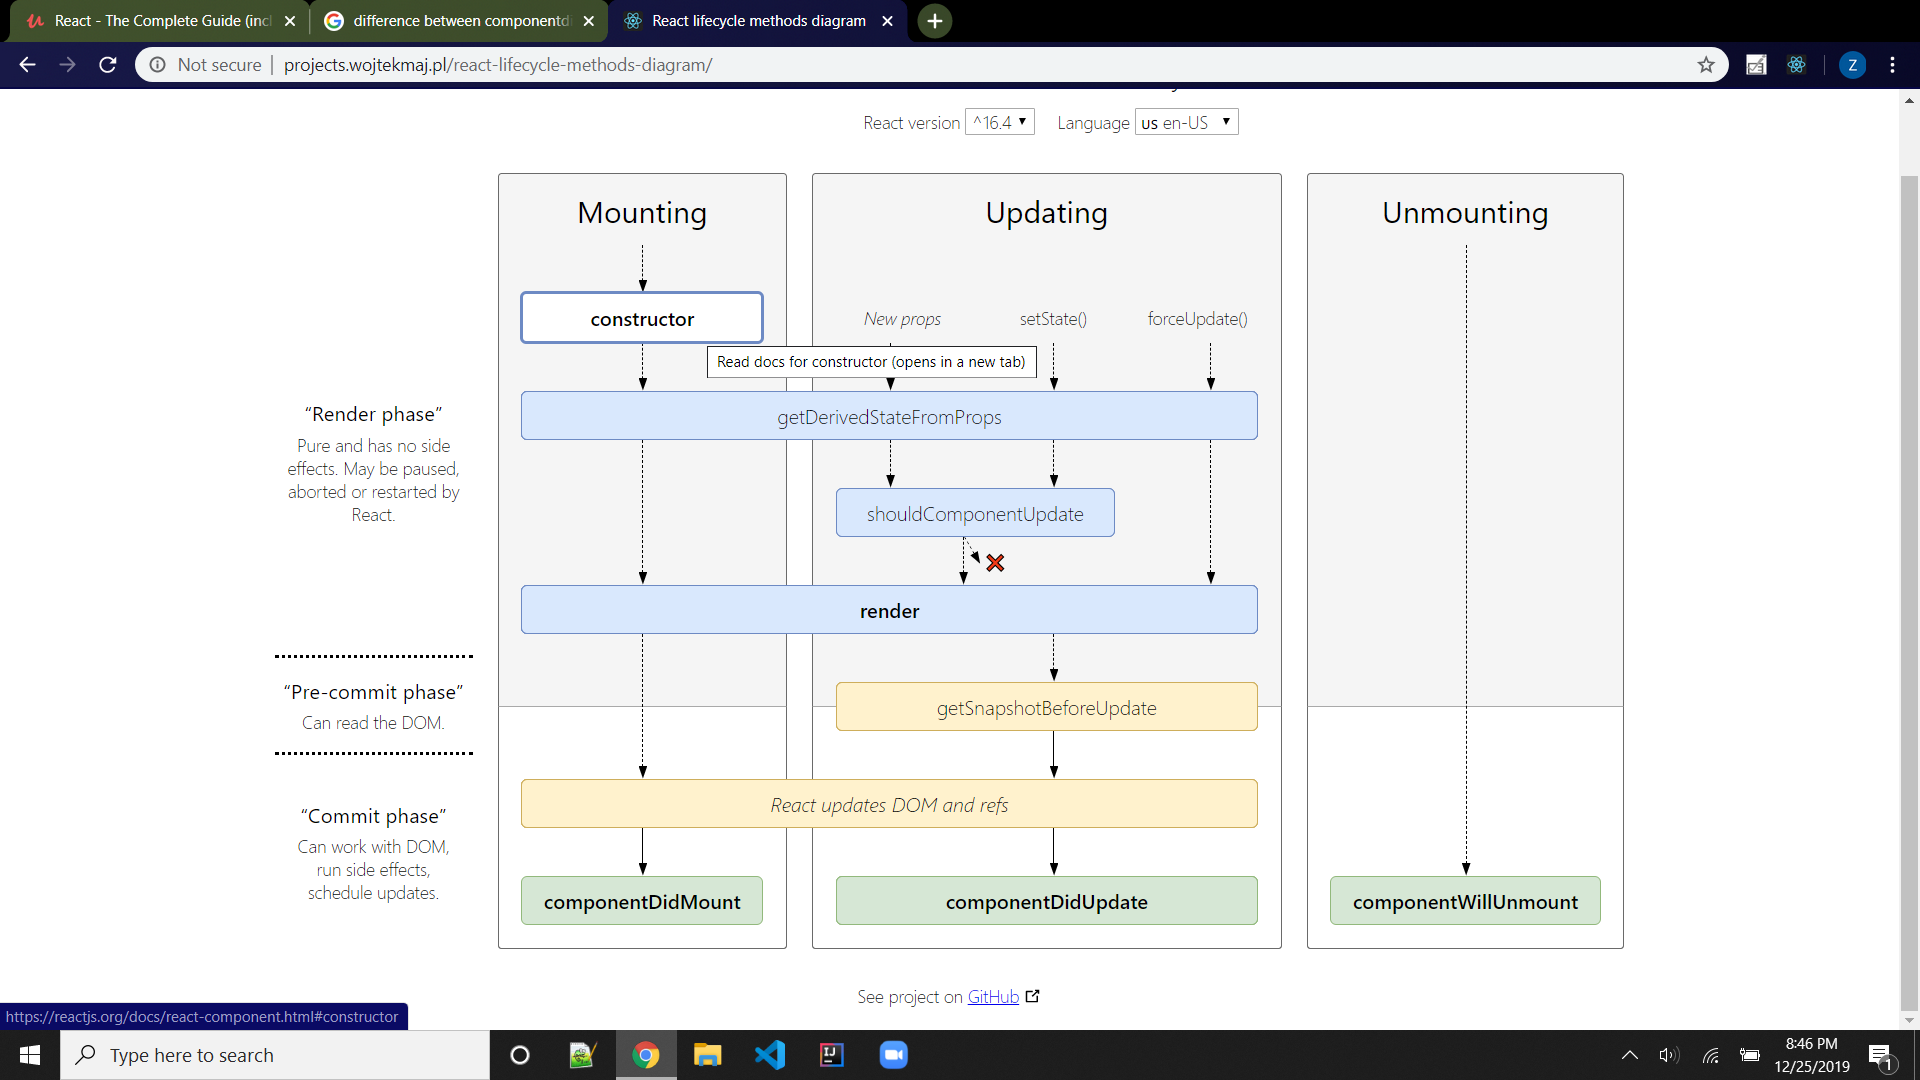 React - The Complete Guide (incl
difference between componentdi
React lifecycle methods diagram
Not secure
projects.wojtekmaj.pl/react-lifecycle-methods-diagram/
Z
React version ^16.4 Language us en-US
Mounting
Updating
Unmounting
constructor
New props
setState()
forceUpdate()
Read docs for constructor (opens in a new tab)
getDerivedStateFromProps
“Render phase”
Pure and has no side
effects. May be paused,
aborted or restarted by
React.
shouldComponentUpdate
render
“Pre-commit phase”
Can read the DOM.
getSnapshotBeforeUpdate
React updates DOM and refs
“Commit phase”
Can work with DOM,
run side effects,
schedule updates.
componentDidMount
componentDidUpdate
componentWillUnmount
See project on GitHub
https://reactjs.org/docs/react-component.html#constructor
Type here to search
8:46 PM
12/25/2019
1